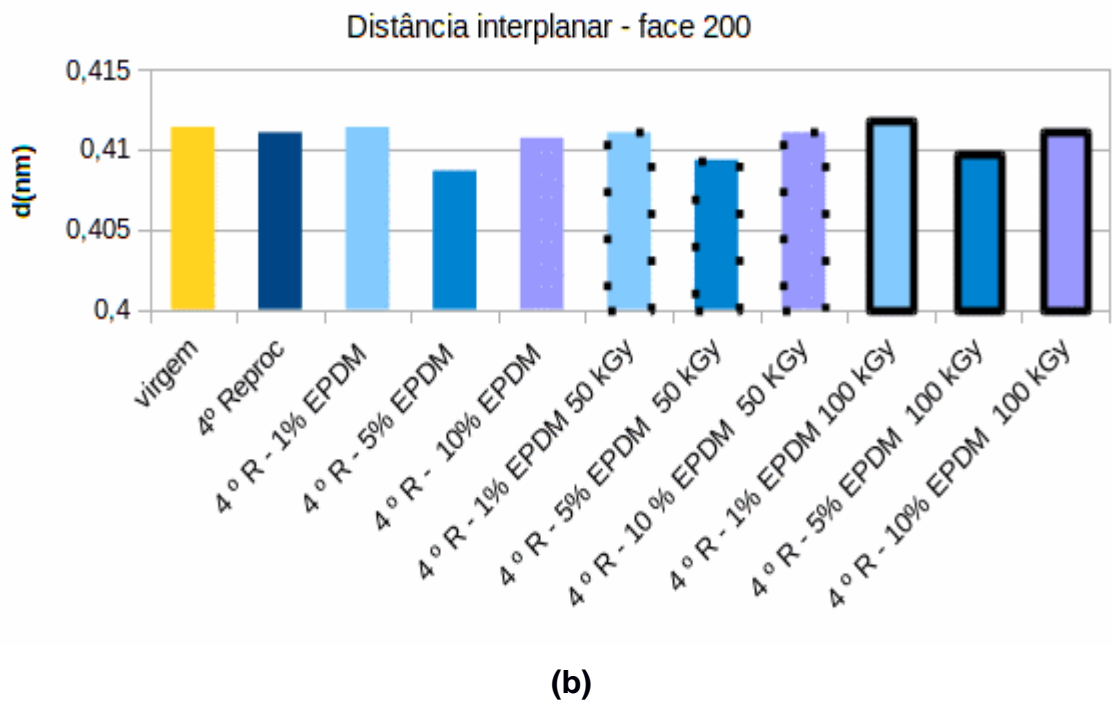 Distância interplanar - face 200
d(nm)
0,415
0,41
0,405
0,4
virgem
4º Reproc
4 º R - 1% EPDM
4 º R - 5% EPDM
4 º R - 10% EPDM
4 º R - 1% EPDM 50 kGy
4 º R - 5% EPDM 50 kGy
4 º R - 10 % EPDM 50 KGy
4 º R - 1% EPDM 100 kGy
4 º R - 5% EPDM 100 kGy
4 º R - 10% EPDM 100 kGy
(b)